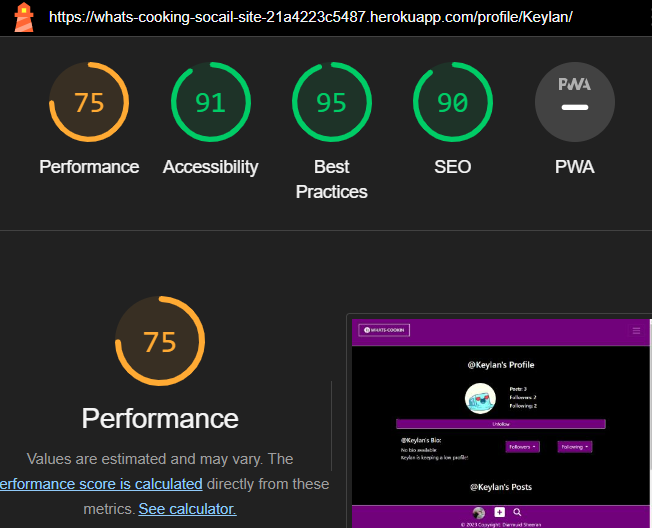 https://whats-cooking-socail-site-21a4223c5487.herokuapp.com/profile/Keylan/
75 91 95 90 PWA
Performance Accessibility Best Practices SEO PWA
75
Performance
Values are estimated and may vary. The
erformance score is calculated directly from these
metrics. See calculator.
WHATS-COOKIN
@Keylan's Profile
Posts: 3
Followers: 2
Following: 2
Unfollow
@Keylan's Bio:
No bio available
Keylan is keeping a low profile!
Followers
Following
@Keylan's Posts
© 2023 Copyright: Diarmuid Sheeran